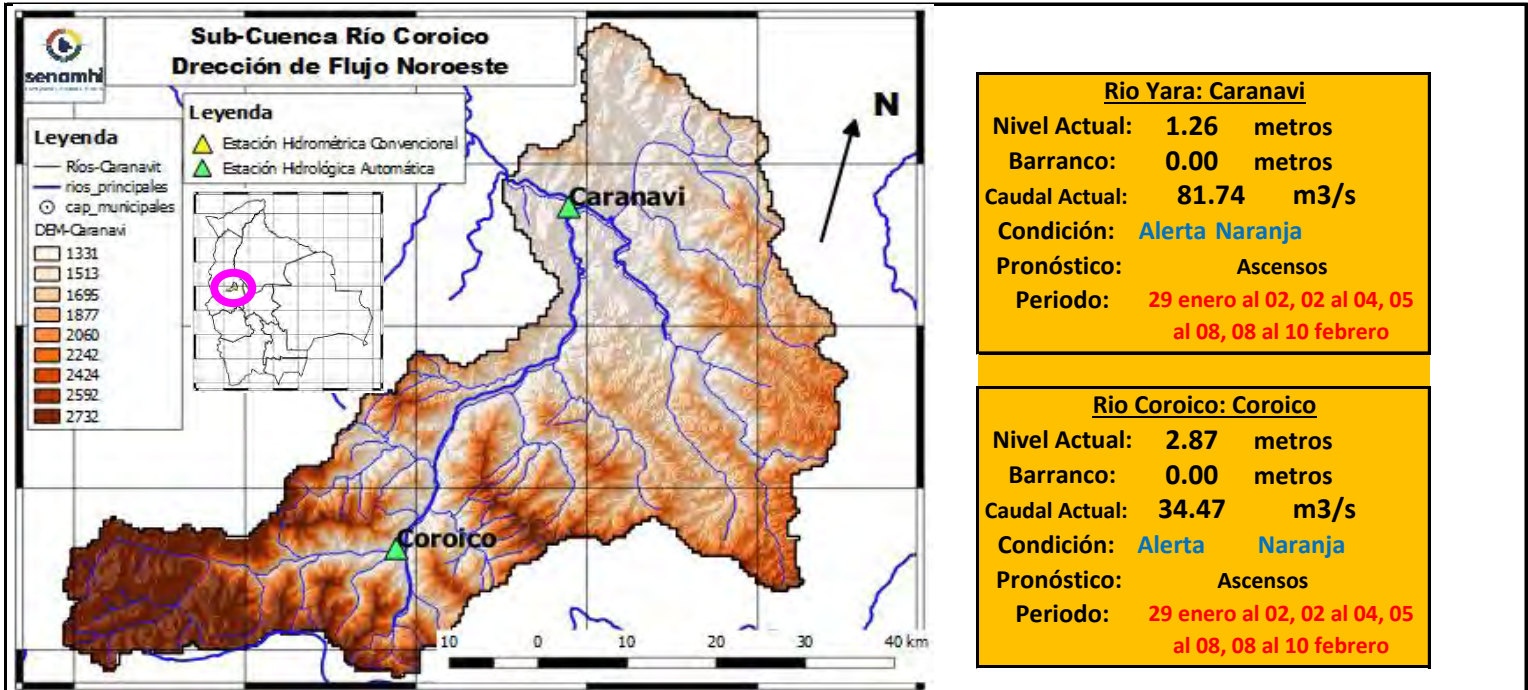 senamhi
Sub-Cuenca Río Coroico
Drección de Flujo Noroeste
Leyenda
Estación Hidrométrica Convencional
Estación Hidrológica Automática
Leyenda
Ríos-Caranavit
rios_principales
cap_municipales
DEM-Caranavi
1331
1513
1695
1877
2060
2242
2424
2592
2732
N
Caranavi
Coroico
10 0 10 20 30 40 km
Rio Yara: Caranavi
Nivel Actual: 1.26 metros
Barranco: 0.00 metros
Caudal Actual: 81.74 m3/s
Condición: Alerta Naranja
Pronóstico: Ascensos
Periodo: 29 enero al 02, 02 al 04, 05
al 08, 08 al 10 febrero
Rio Coroico: Coroico
Nivel Actual: 2.87 metros
Barranco: 0.00 metros
Caudal Actual: 34.47 m3/s
Condición: Alerta Naranja
Pronóstico: Ascensos
Periodo: 29 enero al 02, 02 al 04, 05
al 08, 08 al 10 febrero